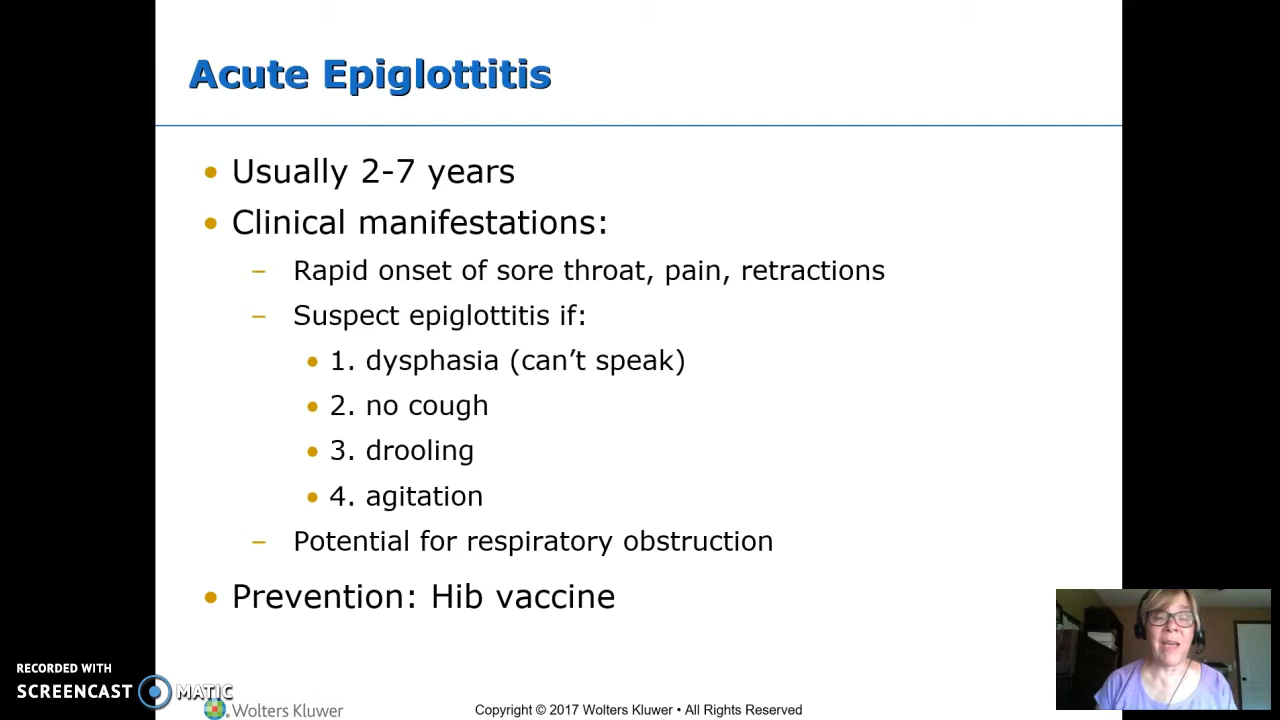 Acute Epiglottitis
• Usually 2-7 years
• Clinical manifestations:
– Rapid onset of sore throat, pain, retractions
– Suspect epiglottitis if:
• 1. dysphasia (can’t speak)
• 2. no cough
• 3. drooling
• 4. agitation
– Potential for respiratory obstruction
• Prevention: Hib vaccine
RECORDED WITH
SCREENCAST MATIC
Wolters Kluwer
Copyright © 2017 Wolters Kluwer • All Rights Reserved